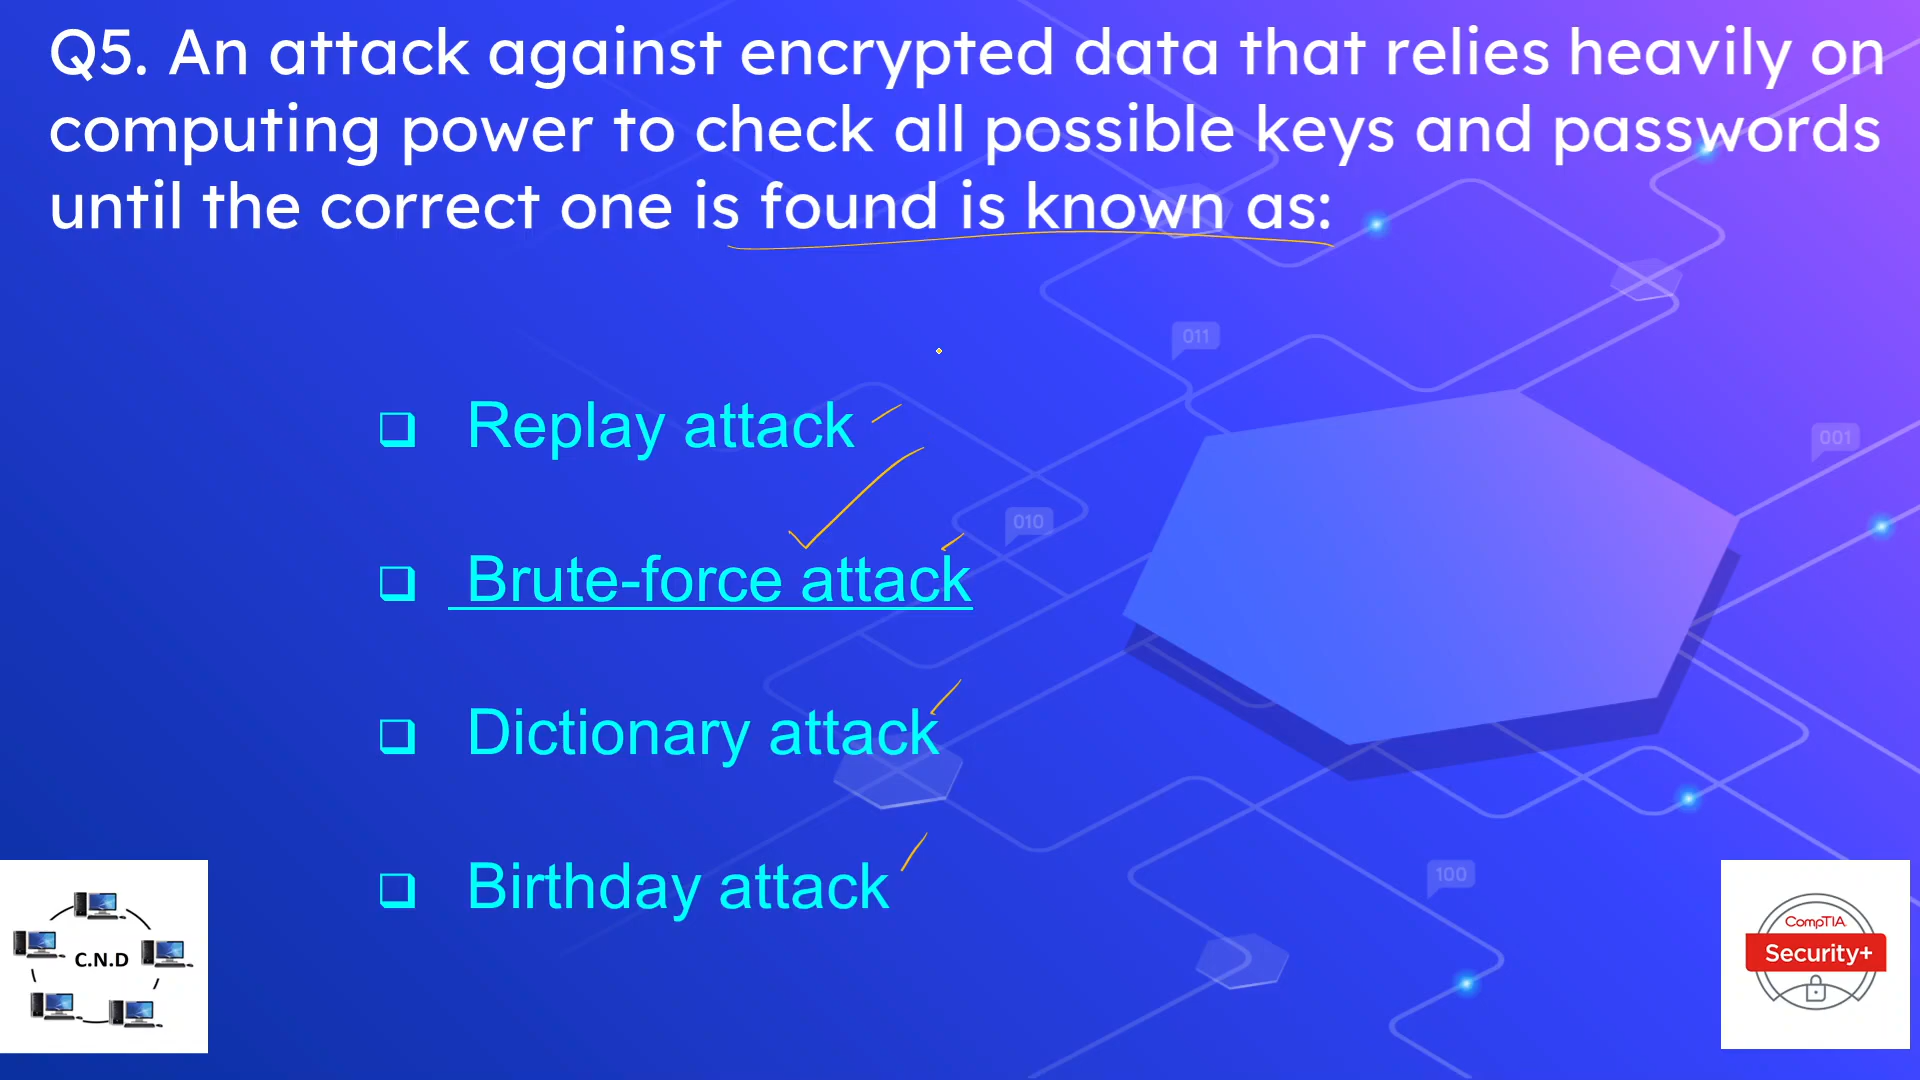 Q5. An attack against encrypted data that relies heavily on
computing power to check all possible keys and passwords
until the correct one is found is known as:
011
001
Replay attack
010
Brute-force attack
Dictionary attack
Birthday attack
100
C.N.D
CompTIA
Security+